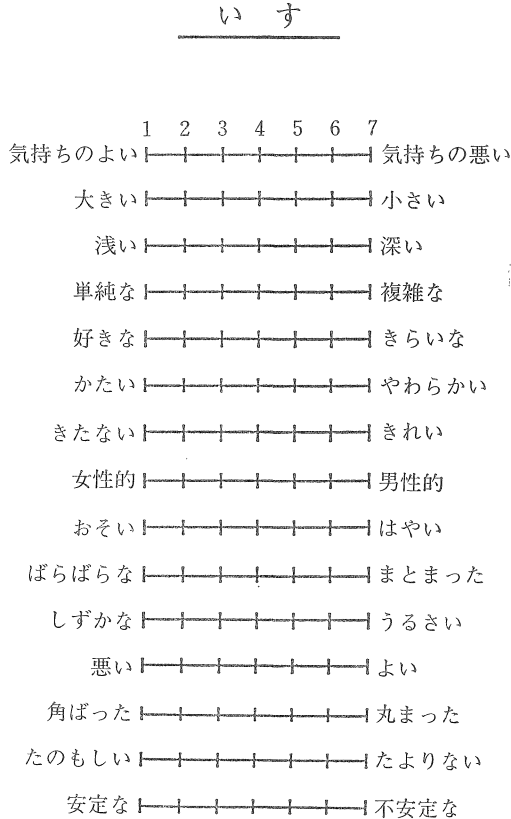 いす
1 2 3 4 5 6 7
気持ちのよい 気持ちの悪い
大きい 小さい
浅い 深い
単純な 複雑な
好きな きらいな
かたい やわらかい
きたない きれい
女性的 男性的
おそい はやい
ばらばらな まとまった
しずかな うるさい
悪い よい
角ばった 丸まった
たのもしい たよりない
安定な 不安定な